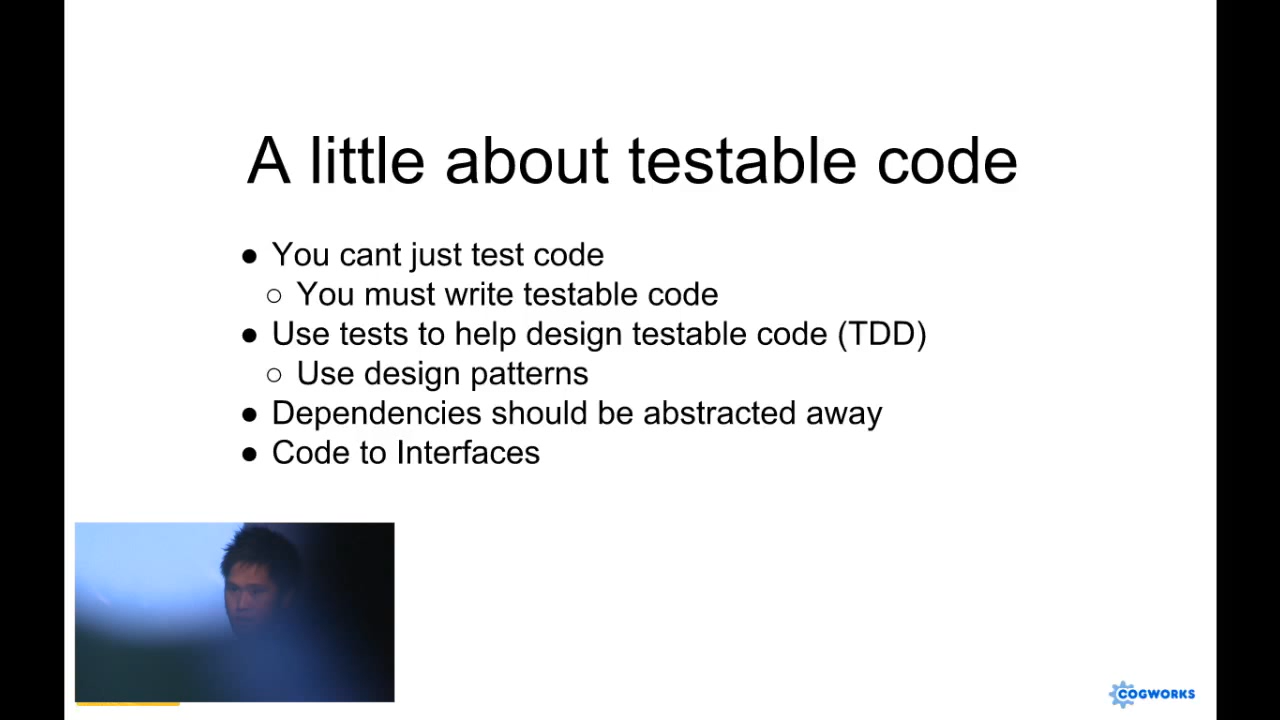 A little about testable code
● You cant just test code
○ You must write testable code
● Use tests to help design testable code (TDD)
○ Use design patterns
● Dependencies should be abstracted away
● Code to Interfaces
COGWORKS